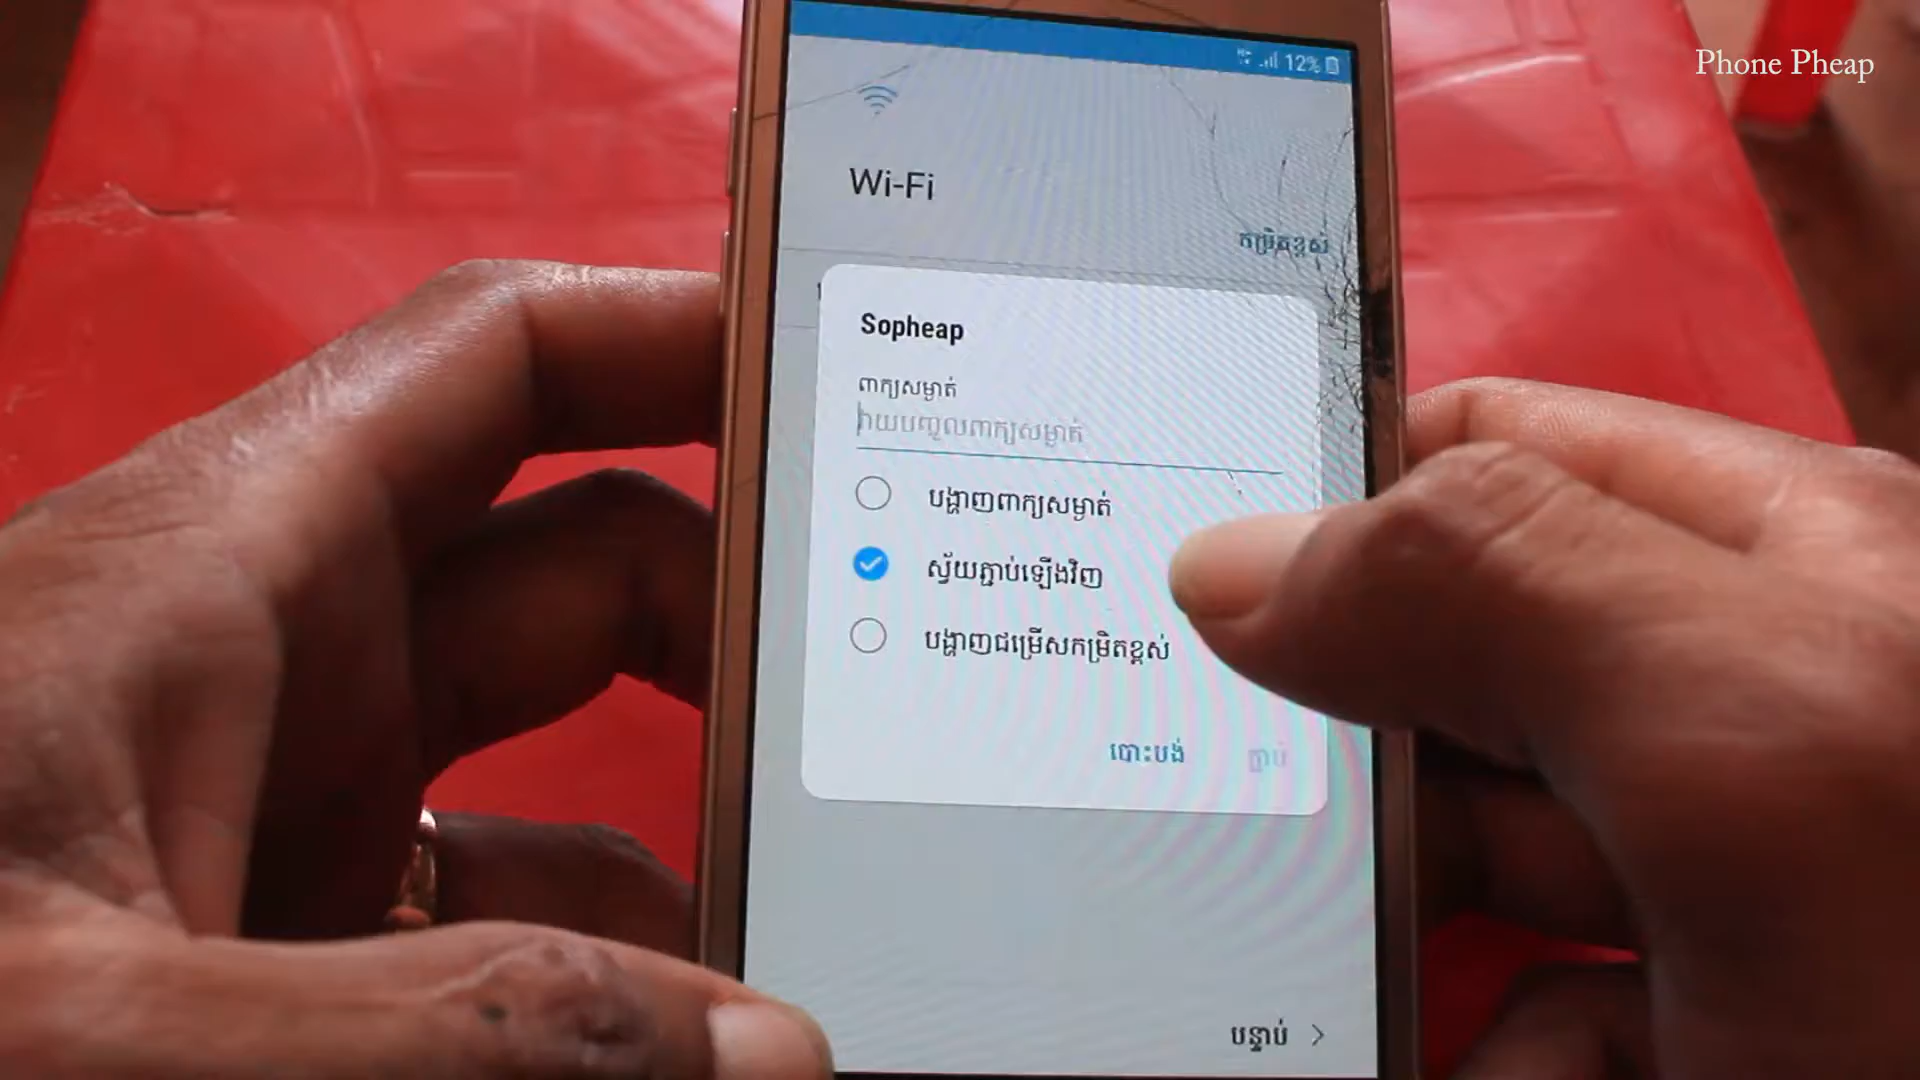 Phone Pheap
12%
Wi-Fi
កម្រិតខ្ពស់
Sopheap
ពាក្យសម្ងាត់
វាយបញ្ចូលពាក្យសម្ងាត់
បង្ហាញពាក្យសម្ងាត់
ស្វ័យភ្ជាប់ឡើងវិញ
បង្ហាញជម្រើសកម្រិតខ្ពស់
បោះបង់
ភ្ជាប់
បន្ទាប់